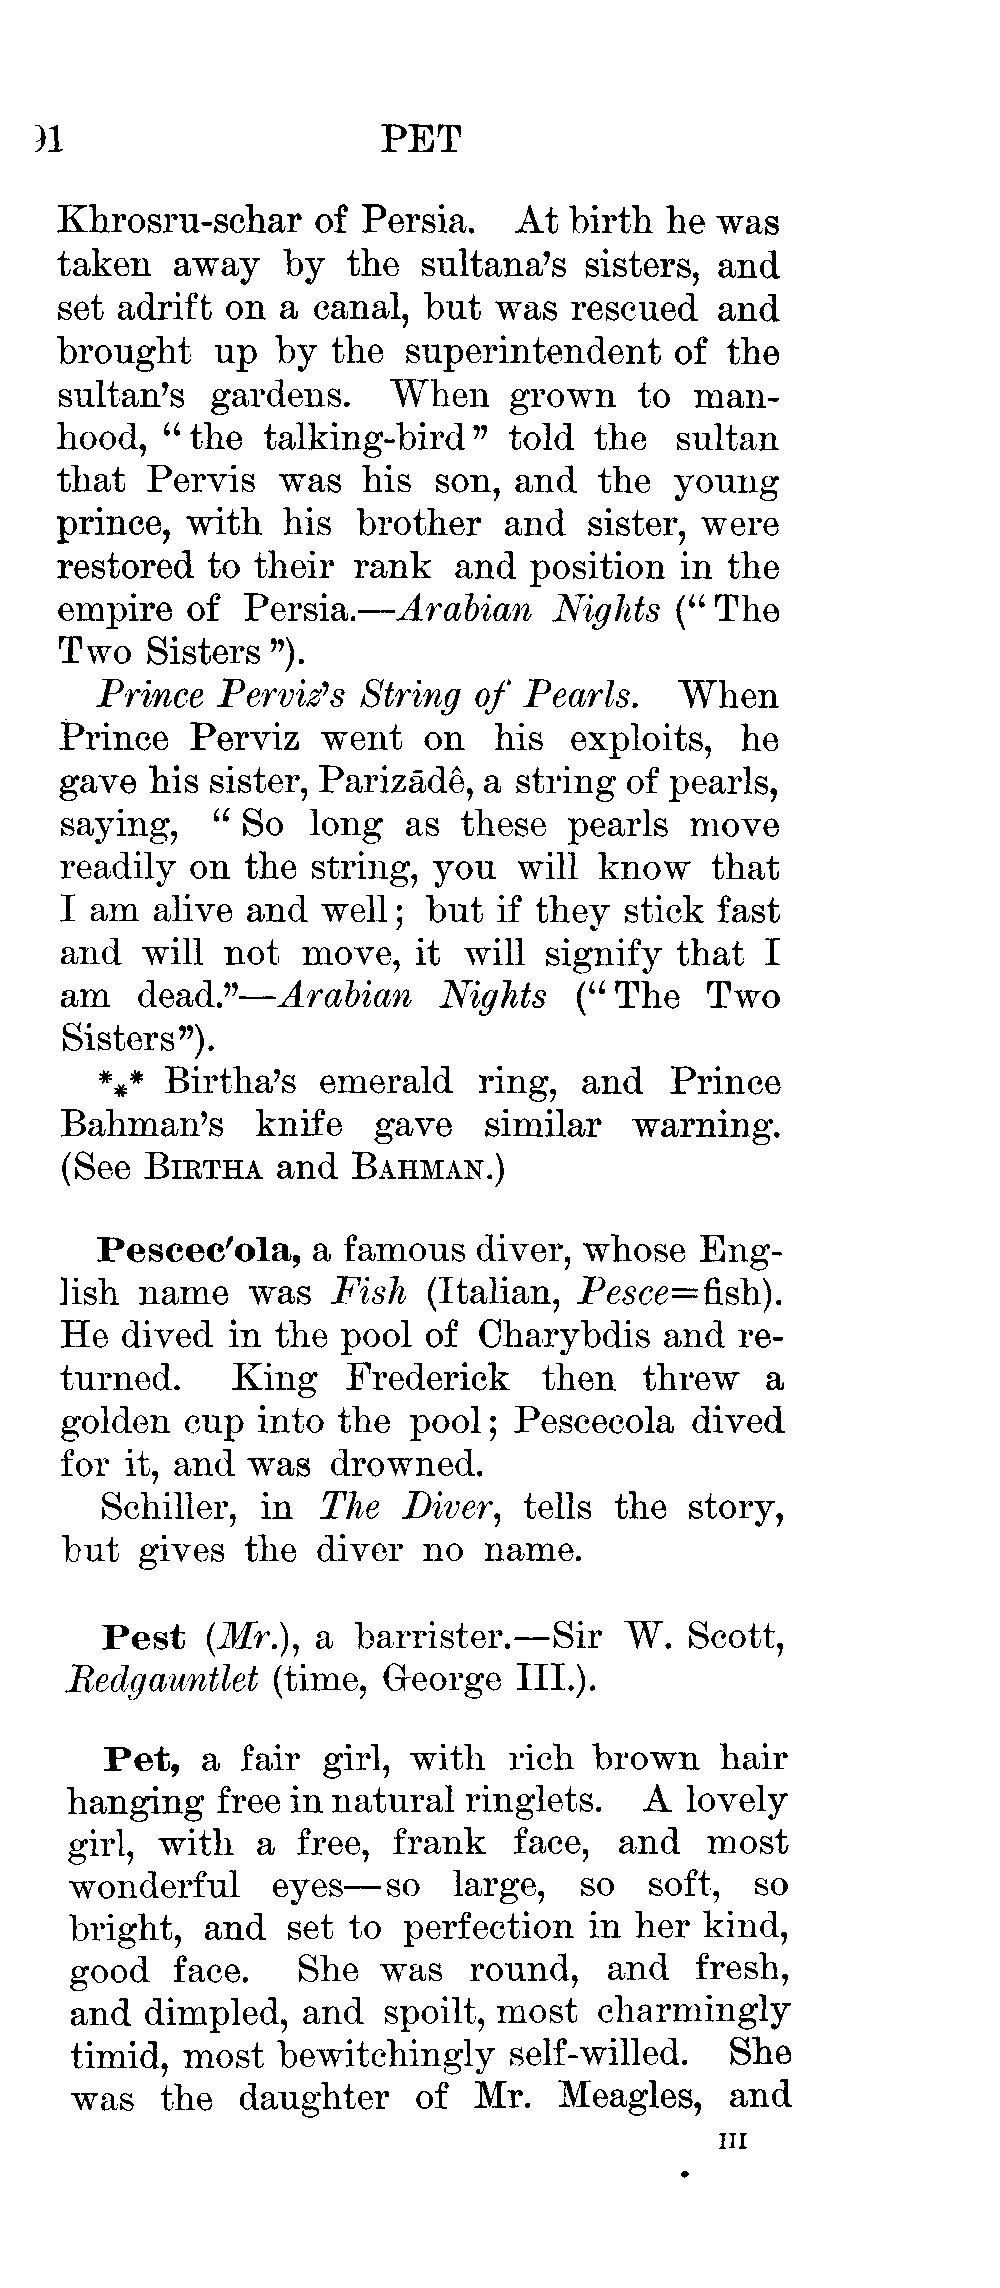 91 PET
Khrosru-schar of Persia. At birth he was
taken away by the sultana's sisters, and
set adrift on a canal, but was rescued and
brought up by the superintendent of the
sultan's gardens. When grown to man-
hood, “the talking-bird” told the sultan
that Pervis was his son, and the young
prince, with his brother and sister, were
restored to their rank and position in the
empire of Persia.—Arabian Nights (“The
Two Sisters”).
Prince Perviz's String of Pearls. When
Prince Perviz went on his exploits, he
gave his sister, Parizādê, a string of pearls,
saying, “So long as these pearls move
readily on the string, you will know that
I am alive and well; but if they stick fast
and will not move, it will signify that I
am dead.”—Arabian Nights (“The Two
Sisters”).
*⁎* Birtha's emerald ring, and Prince
Bahman's knife gave similar warning.
(See BIRTHA and BAHMAN.)
Pescec'ola, a famous diver, whose Eng-
lish name was Fish (Italian, Pesce=fish).
He dived in the pool of Charybdis and re-
turned. King Frederick then threw a
golden cup into the pool; Pescecola dived
for it, and was drowned.
Schiller, in The Diver, tells the story,
but gives the diver no name.
Pest (Mr.), a barrister.—Sir W. Scott,
Redgauntlet (time, George III.).
Pet, a fair girl, with rich brown hair
hanging free in natural ringlets. A lovely
girl, with a free, frank face, and most
wonderful eyes—so large, so soft, so
bright, and set to perfection in her kind,
good face. She was round, and fresh,
and dimpled, and spoilt, most charmingly
timid, most bewitchingly self-willed. She
was the daughter of Mr. Meagles, and
III